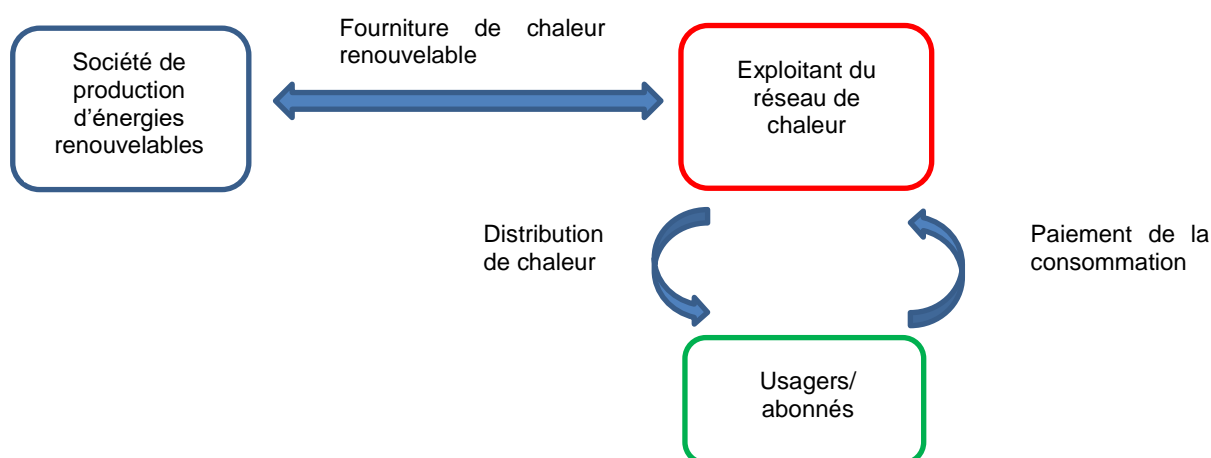 Fourniture de chaleur
renouvelable
Société de
production
d'énergies
renouvelables
Exploitant du
réseau de
chaleur
Distribution
de chaleur
Paiement de la
consommation
Usagers/
abonnés